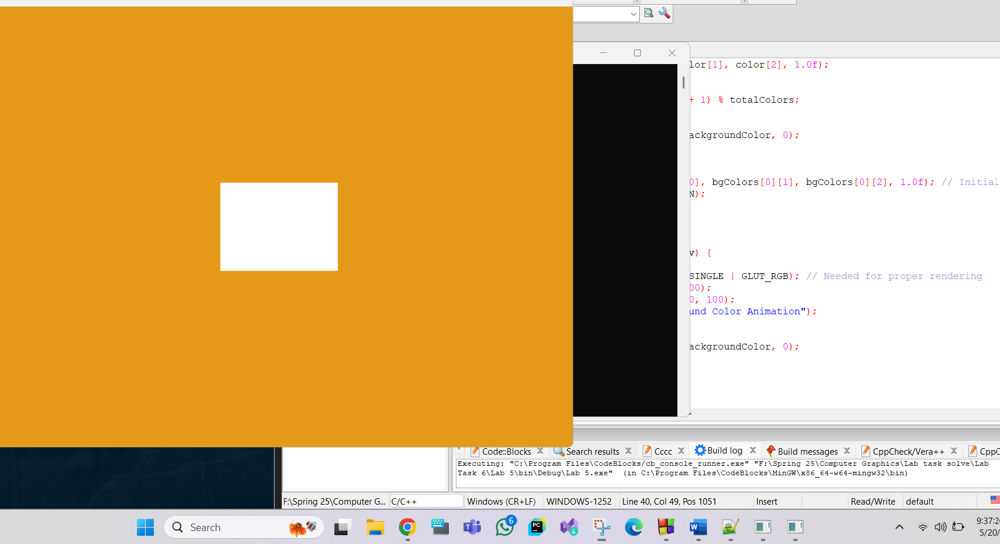 lor[1], color[2], 1.0f);
+ 1) % totalColors;
ackgroundColor, 0);
0], bgColors[0][1], bgColors[0][2], 1.0f); // Initial
N);
v) {
SINGLE | GLUT_RGB); // Needed for proper rendering
00);
0, 100);
und Color Animation");
ackgroundColor, 0);
Code::Blocks Search results Cccc Build log Build messages CppCheck/Vera++ CppC
Executing: "C:\Program Files\CodeBlocks/cb_console_runner.exe" "F:\Spring 25\Computer Graphics\Lab task solve\Lab
Task 6\Lab 5\bin\Debug\Lab 5.exe"  (in C:\Program Files\CodeBlocks\MinGW\x86_64-w64-mingw32\bin)
F:\Spring 25\Computer G... C/C++ Windows (CR+LF) WINDOWS-1252 Line 40, Col 49, Pos 1051 Insert Read/Write default
Search T PC 6 W 9:37:2
5/20/